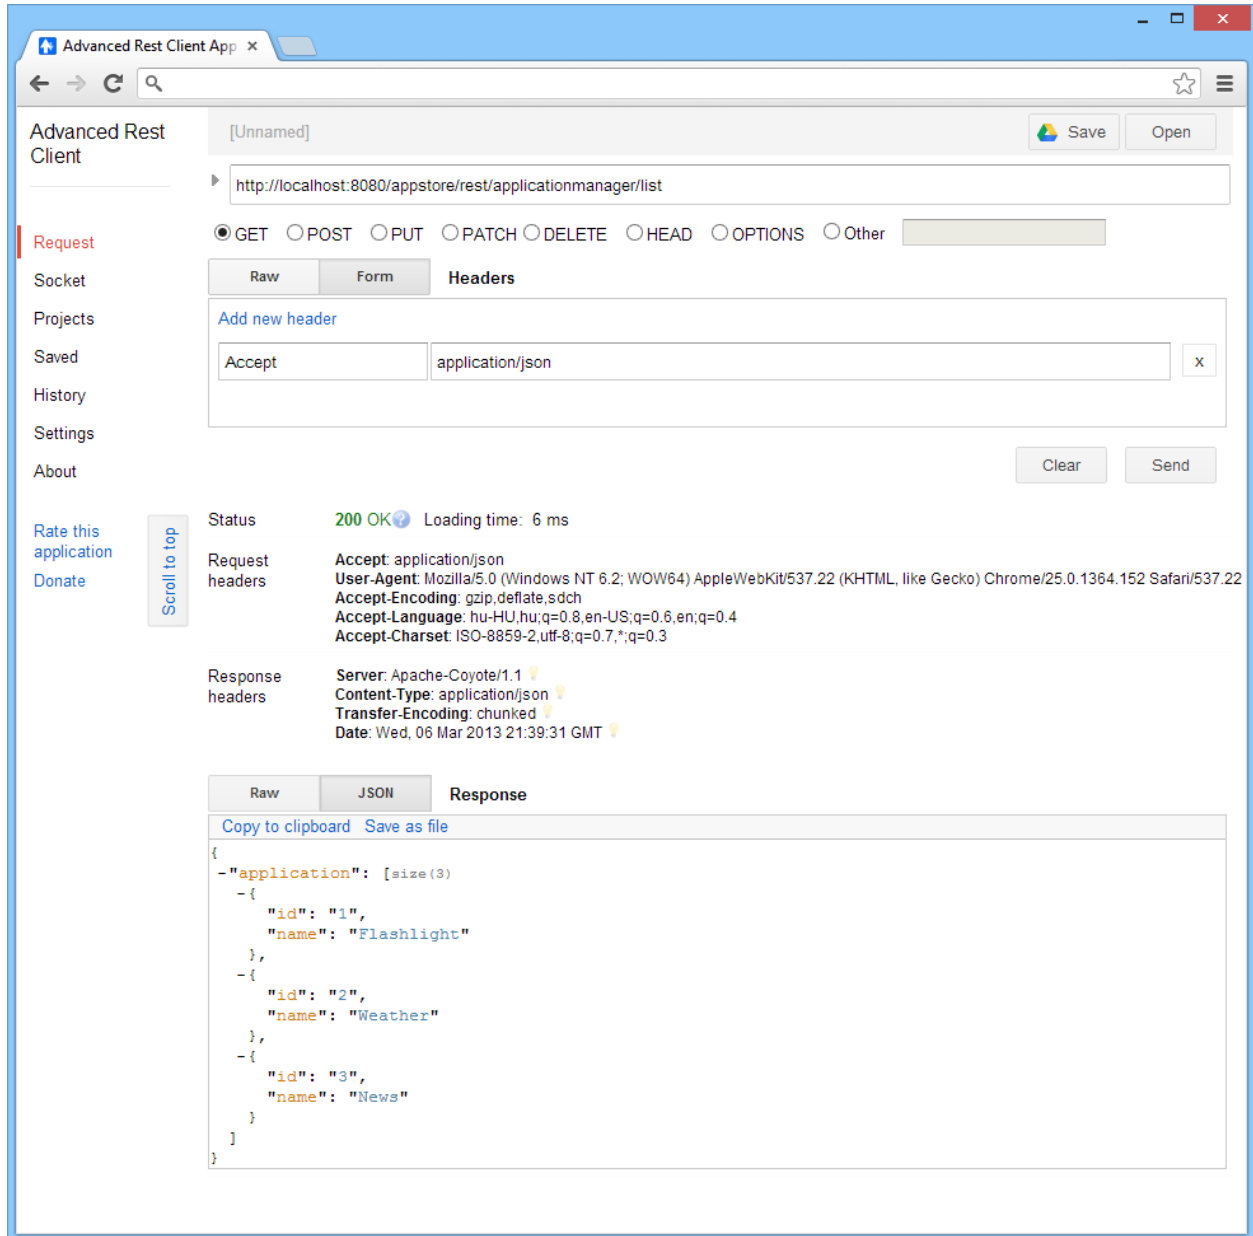 Advanced Rest Client App ×
Advanced Rest
Client
[Unnamed]
Save
Open
http://localhost:8080/appstore/rest/applicationmanager/list
GET POST PUT PATCH DELETE HEAD OPTIONS Other
Request
Socket
Projects
Saved
History
Settings
About
Rate this
application
Donate
Scroll to top
Raw Form Headers
Add new header
Accept application/json x
Clear Send
Status 200 OK Loading time: 6 ms
Request
headers
Accept: application/json
User-Agent: Mozilla/5.0 (Windows NT 6.2; WOW64) AppleWebKit/537.22 (KHTML, like Gecko) Chrome/25.0.1364.152 Safari/537.22
Accept-Encoding: gzip,deflate,sdch
Accept-Language: hu-HU,hu;q=0.8,en-US;q=0.6,en;q=0.4
Accept-Charset: ISO-8859-2,utf-8;q=0.7,*;q=0.3
Response
headers
Server: Apache-Coyote/1.1
Content-Type: application/json
Transfer-Encoding: chunked
Date: Wed, 06 Mar 2013 21:39:31 GMT
Raw JSON Response
Copy to clipboard Save as file
{
-"application": [size(3)
-{
"id": "1",
"name": "Flashlight"
},
-{
"id": "2",
"name": "Weather"
},
-{
"id": "3",
"name": "News"
}
]
}